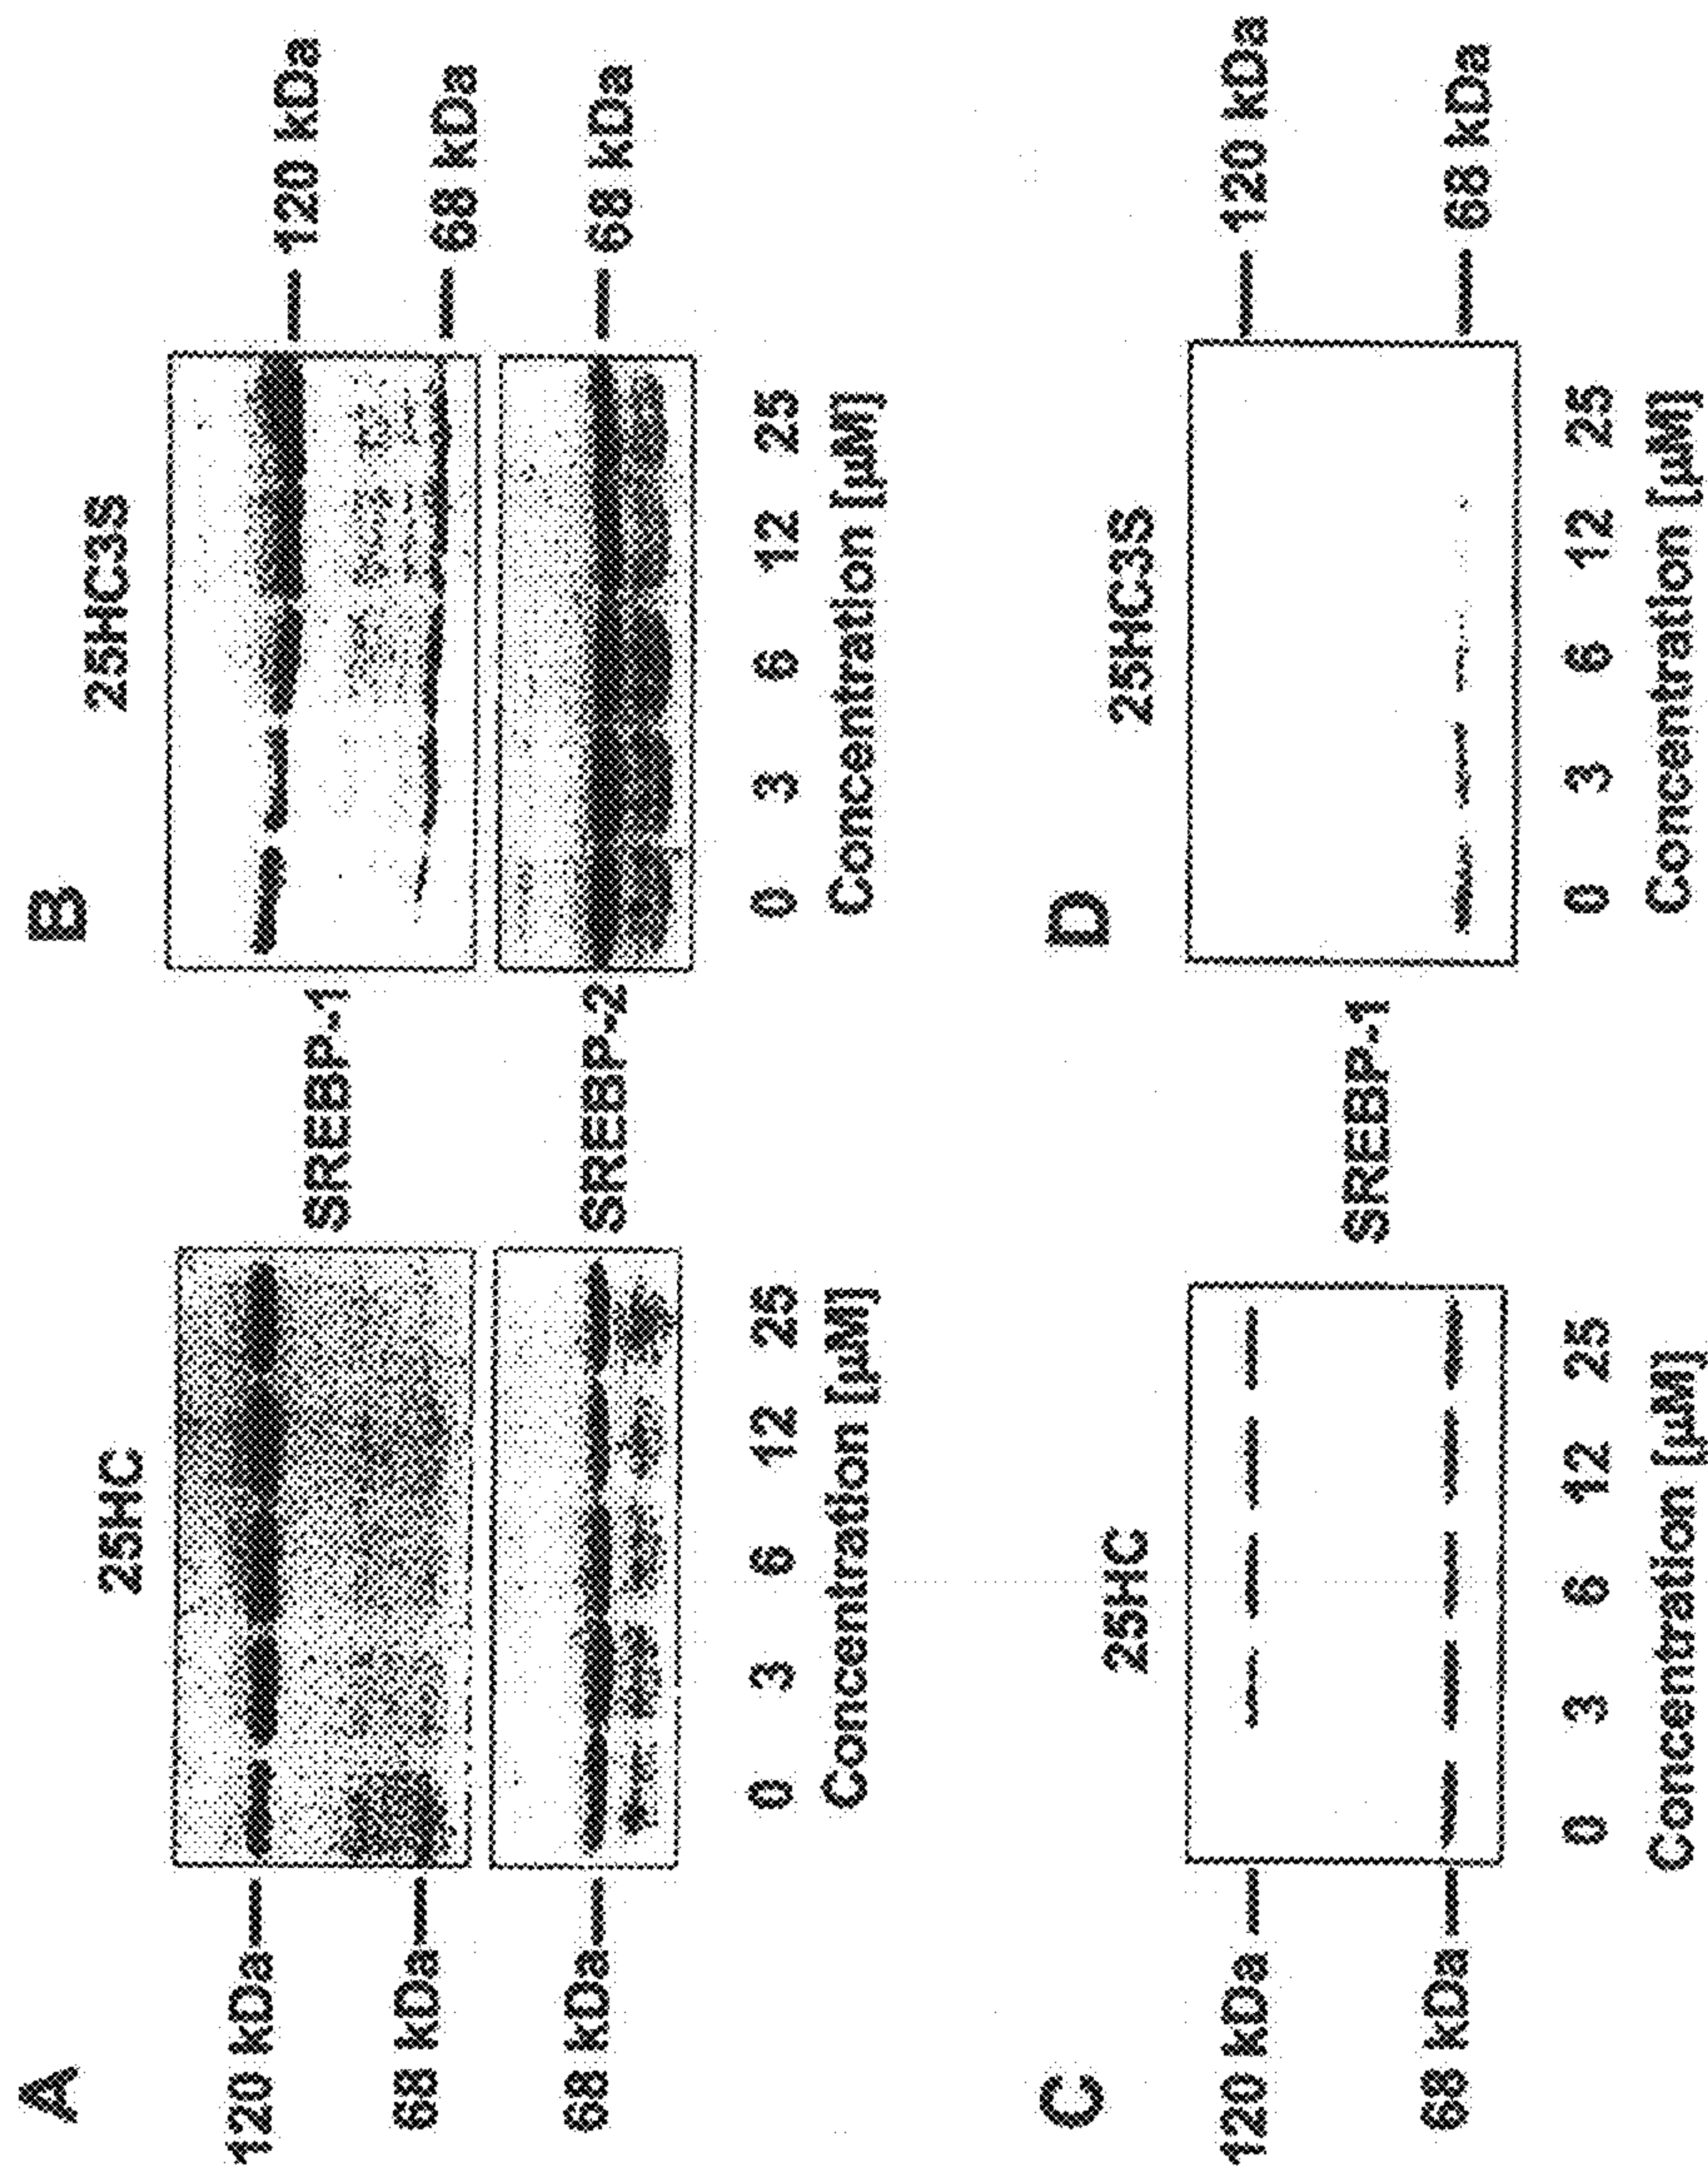 A
25HC
120 kDa
68 kDa
SREBP-1
68 kDa
SREBP-2
0 3 6 12 25
Concentration [µM]
B
25HC3S
120 kDa
68 kDa
68 kDa
0 3 6 12 25
Concentration [µM]
C
25HC
120 kDa
68 kDa
SREBP-1
0 3 6 12 25
Concentration [µM]
D
25HC3S
120 kDa
68 kDa
0 3 6 12 25
Concentration [µM]